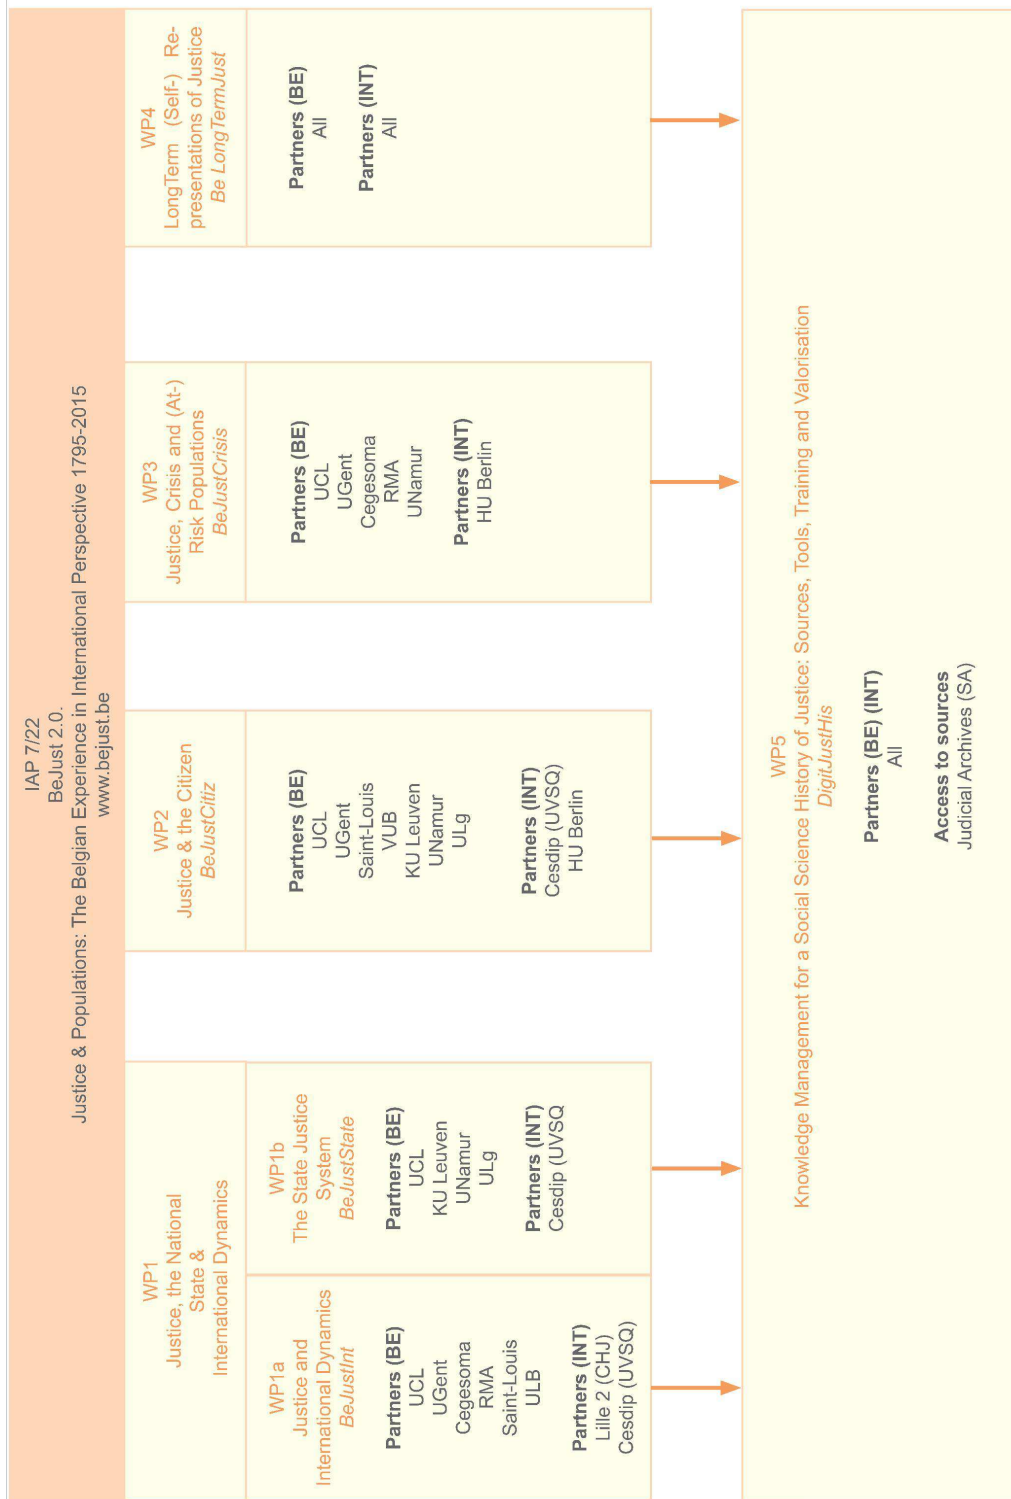 IAP 7/22
BeJust 2.0.
Justice & Populations: The Belgian Experience in International Perspective 1795-2015
www.bejust.be
WP1
Justice, the National
State &
International Dynamics
WP1a
Justice and
International Dynamics
BeJustInt
Partners (BE)
UCL
UGent
Cegesoma
RMA
Saint-Louis
ULB
Partners (INT)
Lille 2 (CHJ)
Cesdip (UVSQ)
WP1b
The State Justice
System
BeJustState
Partners (BE)
UCL
KU Leuven
UNamur
ULg
Partners (INT)
Cesdip (UVSQ
WP2
Justice & the Citizen
BeJustCitiz
Partners (BE)
UCL
UGent
Saint-Louis
VUB
KU Leuven
UNamur
ULg
Partners (INT)
Cesdip (UVSQ)
HU Berlin
WP3
Justice, Crisis and (At-)
Risk Populations
BeJustCrisis
Partners (BE)
UCL
UGent
Cegesoma
RMA
UNamur
Partners (INT)
HU Berlin
WP4
LongTerm (Self-) Re-
presentations of Justice
Be LongTermJust
Partners (BE)
All
Partners (INT)
All
WP5
Knowledge Management for a Social Science History of Justice: Sources, Tools, Training and Valorisation
DigitJustHis
Partners (BE) (INT)
All
Access to sources
Judicial Archives (SA)